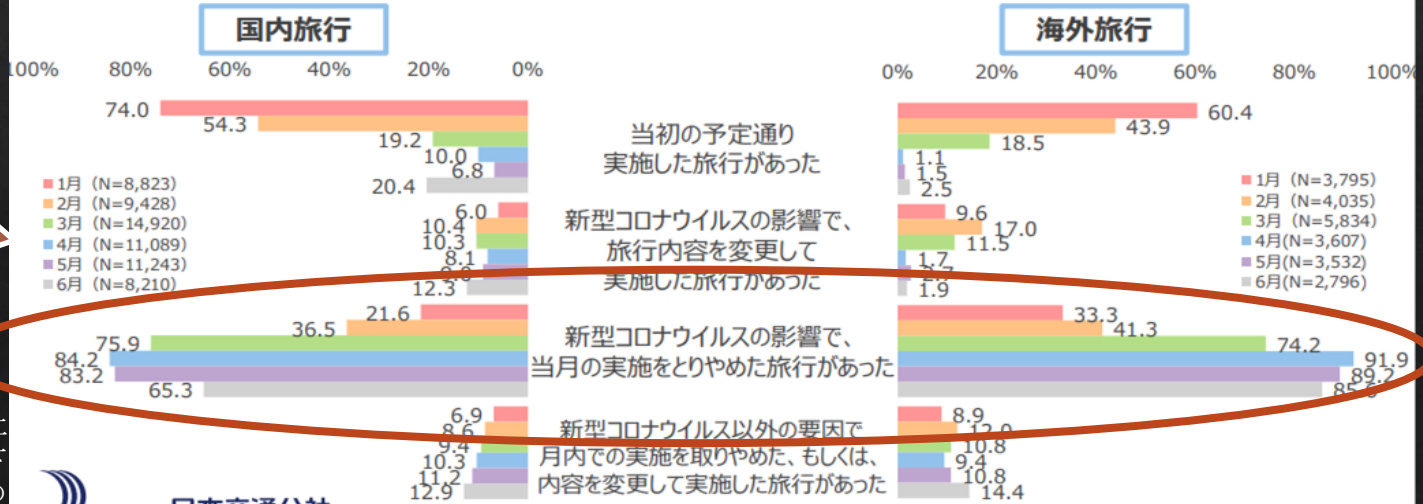 国内旅行
海外旅行
100% 80% 60% 40% 20% 0%
0% 20% 40% 60% 80% 100%
当初の予定通り
実施した旅行があった
74.0
54.3
19.2
10.0
6.8
20.4
60.4
43.9
18.5
1.1
1.5
2.5
1月（N=8,823）
2月（N=9,428）
3月（N=14,920）
4月（N=11,089）
5月（N=11,243）
6月（N=8,210）
1月（N=3,795）
2月（N=4,035）
3月（N=5,834）
4月(N=3,607)
5月(N=3,532)
6月(N=2,796)
新型コロナウイルスの影響で、
旅行内容を変更して
実施した旅行があった
6.0
10.4
10.3
8.1
12.3
9.6
17.0
11.5
1.7
1.9
新型コロナウイルスの影響で、
当月の実施をとりやめた旅行があった
21.6
36.5
75.9
84.2
83.2
65.3
33.3
41.3
74.2
91.9
89.2
新型コロナウイルス以外の要因で
月内での実施を取りやめた、もしくは、
内容を変更して実施した旅行があった
6.9
8.6
9.4
10.3
11.2
12.9
8.9
12.0
10.8
9.4
10.8
14.4